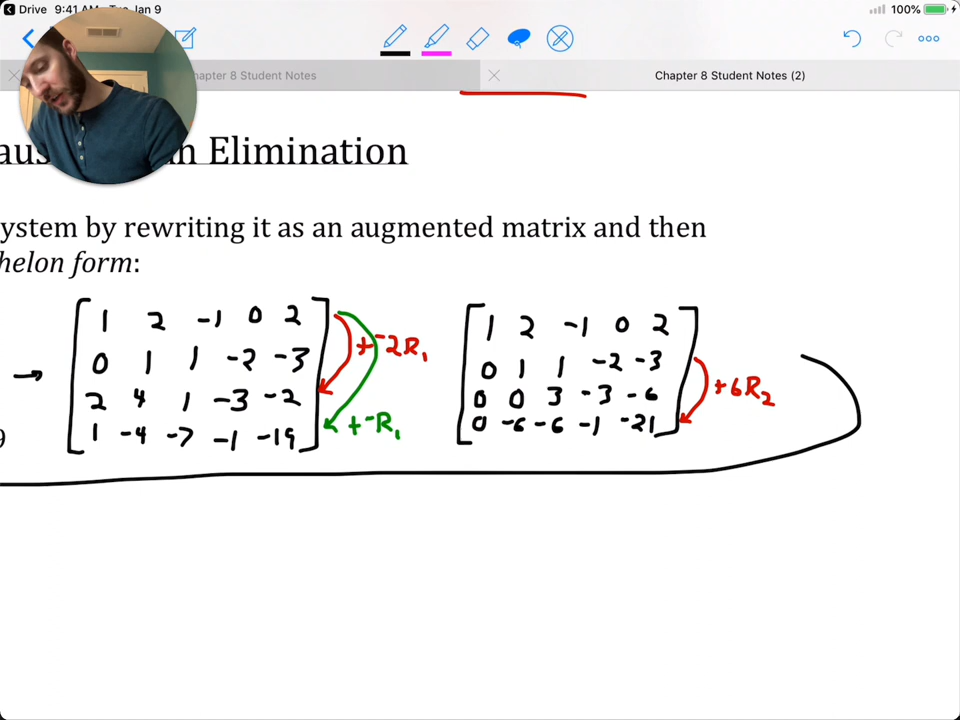 Drive 9:41 AM Tue Jan 9 100%
Chapter 8 Student Notes Chapter 8 Student Notes (2)
Elimination
system by rewriting it as an augmented matrix and then
helon form:
1 2 -1 0 2
0 1 1 -2 -3
2 4 1 -3 -2
1 -4 -7 -1 -19
+-2R₁
+-R₁
1 2 -1 0 2
0 1 1 -2 -3
0 0 3 -3 -6
0 -6 -6 -1 -21
+6R₂
9